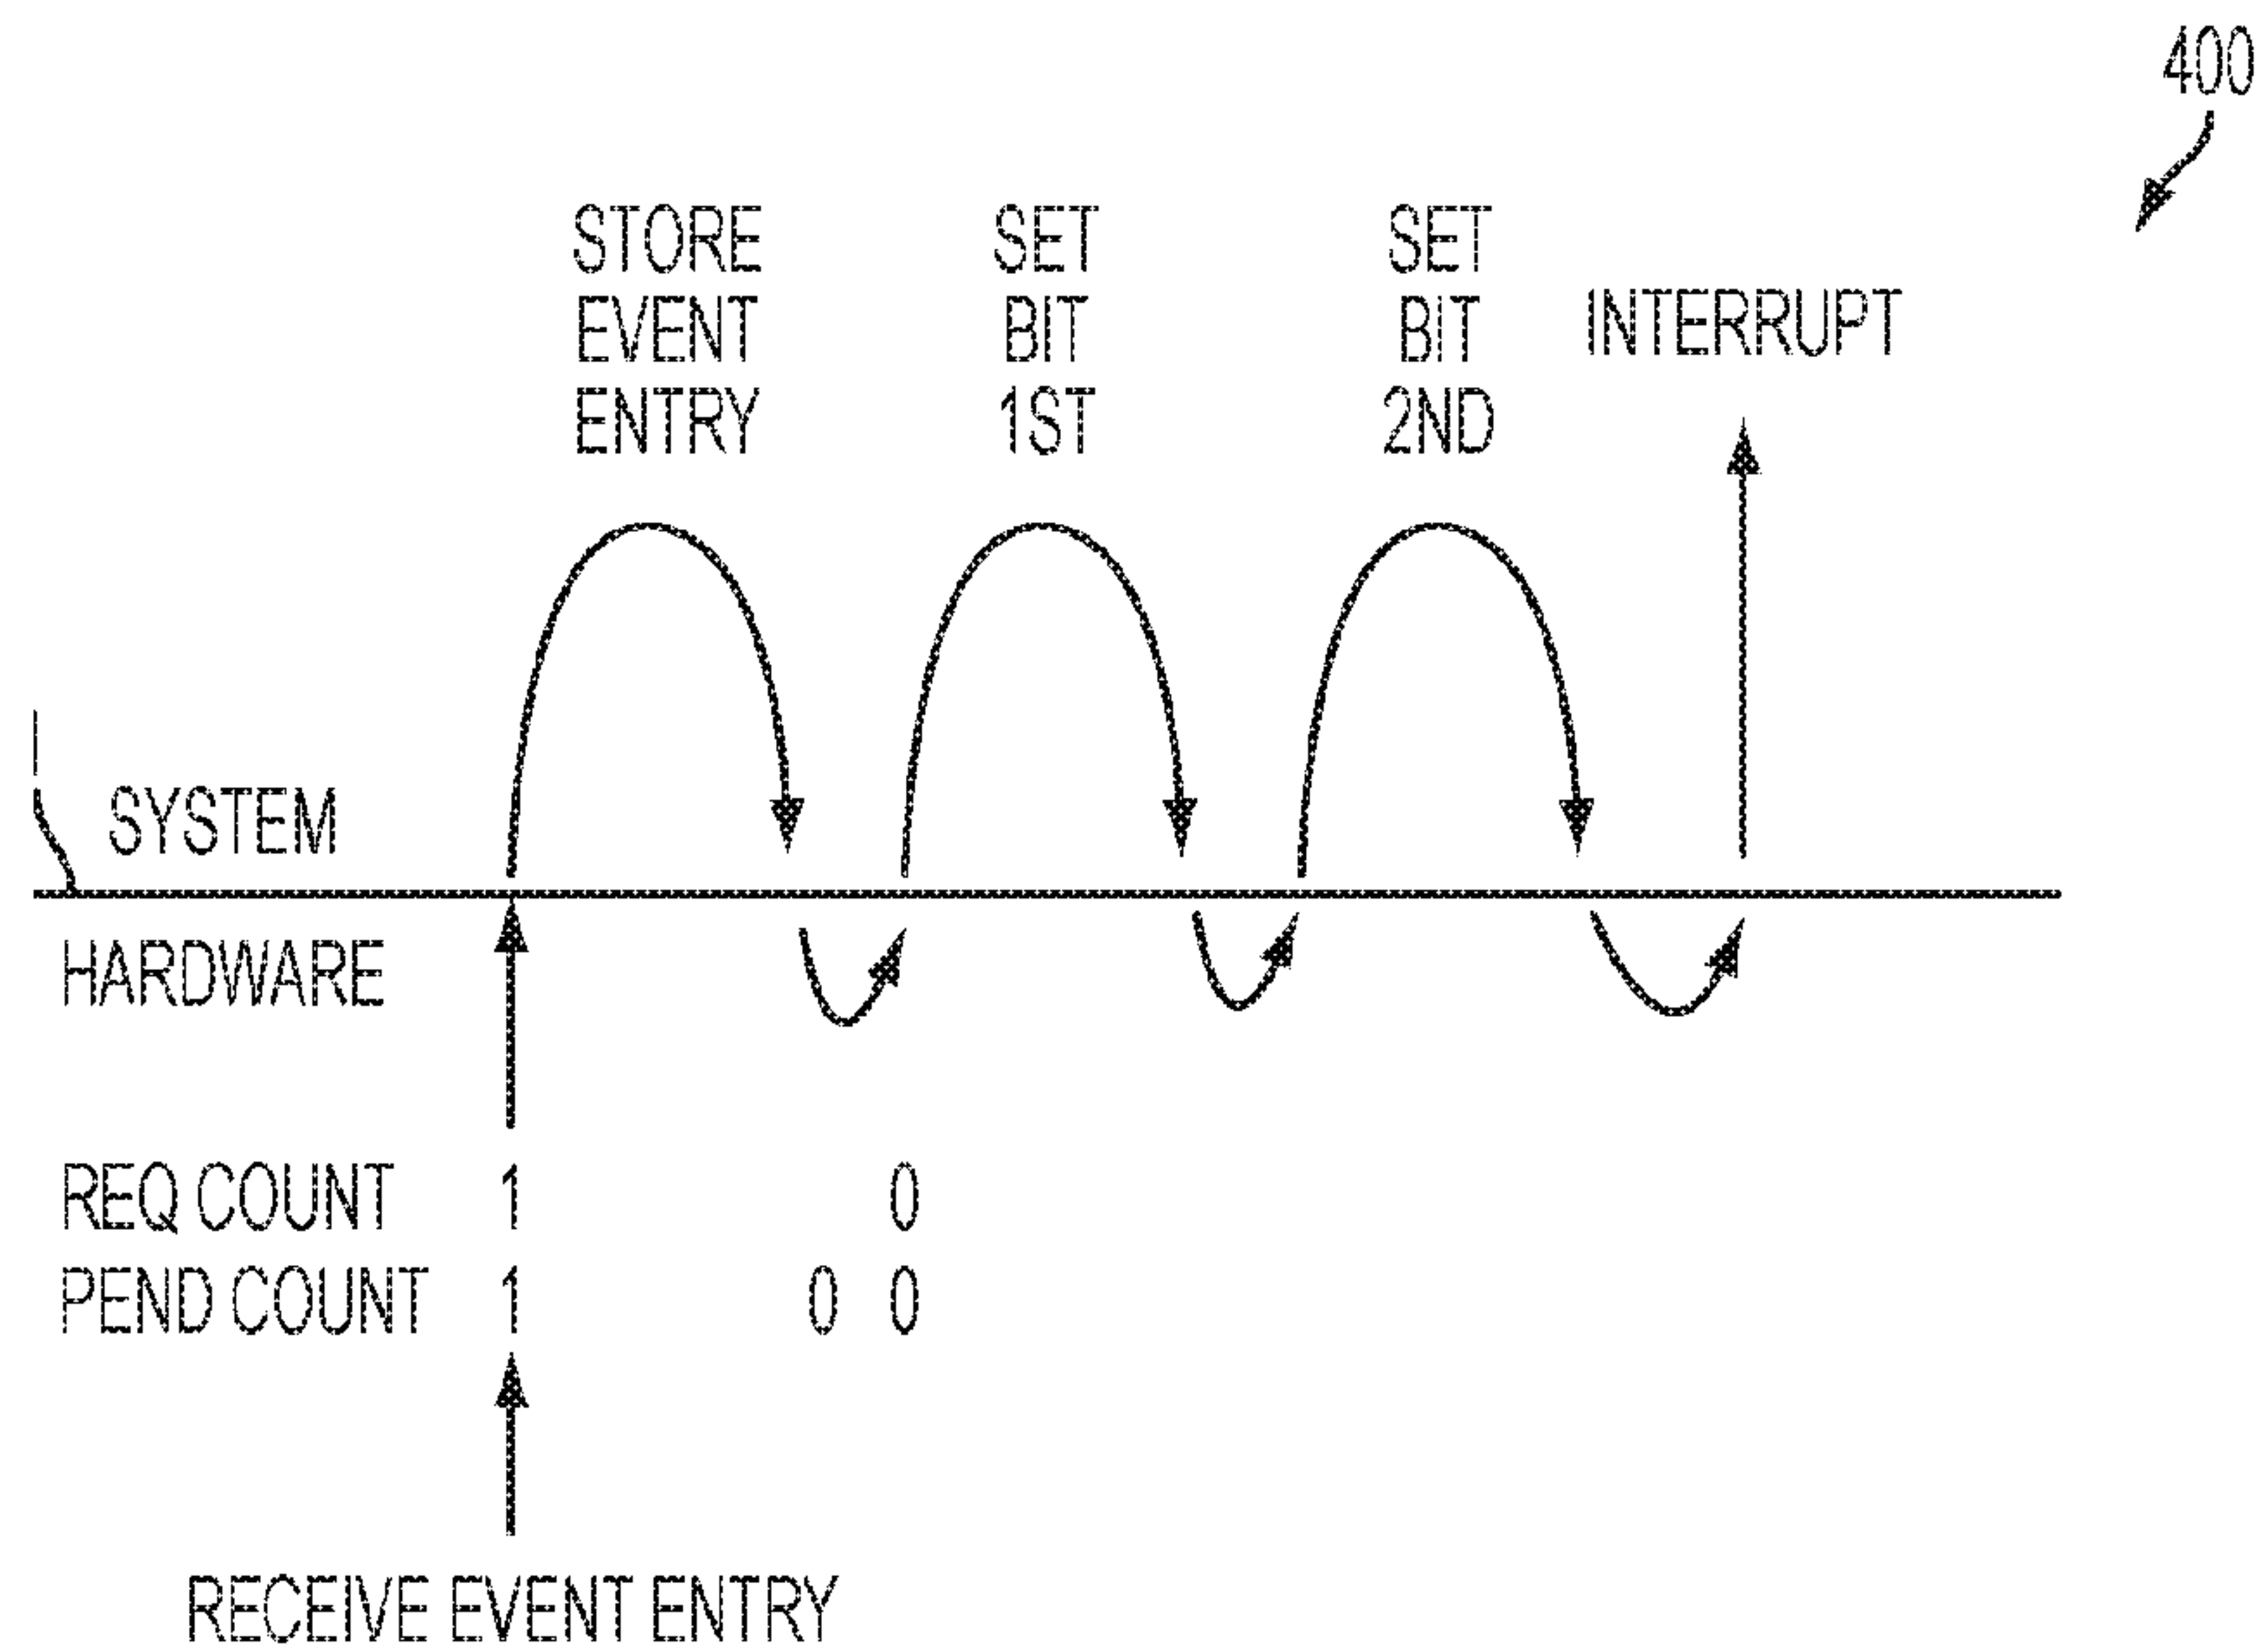 400
STORE
EVENT
ENTRY
SET
BIT
1ST
SET
BIT
2ND
INTERRUPT
SYSTEM
HARDWARE
REQ COUNT 1 0
PEND COUNT 1 0 0
RECEIVE EVENT ENTRY